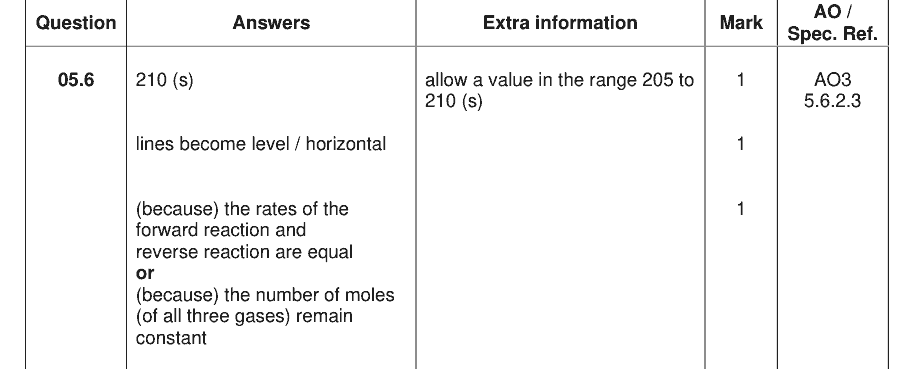 Question Answers Extra information Mark AO /
Spec. Ref.
05.6 210 (s) allow a value in the range 205 to 1 AO3
210 (s) 5.6.2.3
lines become level / horizontal 1
(because) the rates of the 1
forward reaction and
reverse reaction are equal
or
(because) the number of moles
(of all three gases) remain
constant